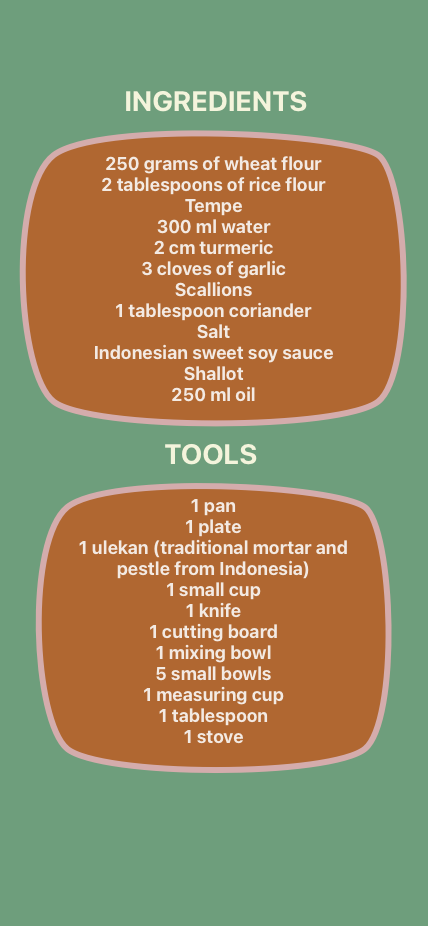 INGREDIENTS
250 grams of wheat flour
2 tablespoons of rice flour
Tempe
300 ml water
2 cm turmeric
3 cloves of garlic
Scallions
1 tablespoon coriander
Salt
Indonesian sweet soy sauce
Shallot
250 ml oil
TOOLS
1 pan
1 plate
1 ulekan (traditional mortar and
pestle from Indonesia)
1 small cup
1 knife
1 cutting board
1 mixing bowl
5 small bowls
1 measuring cup
1 tablespoon
1 stove